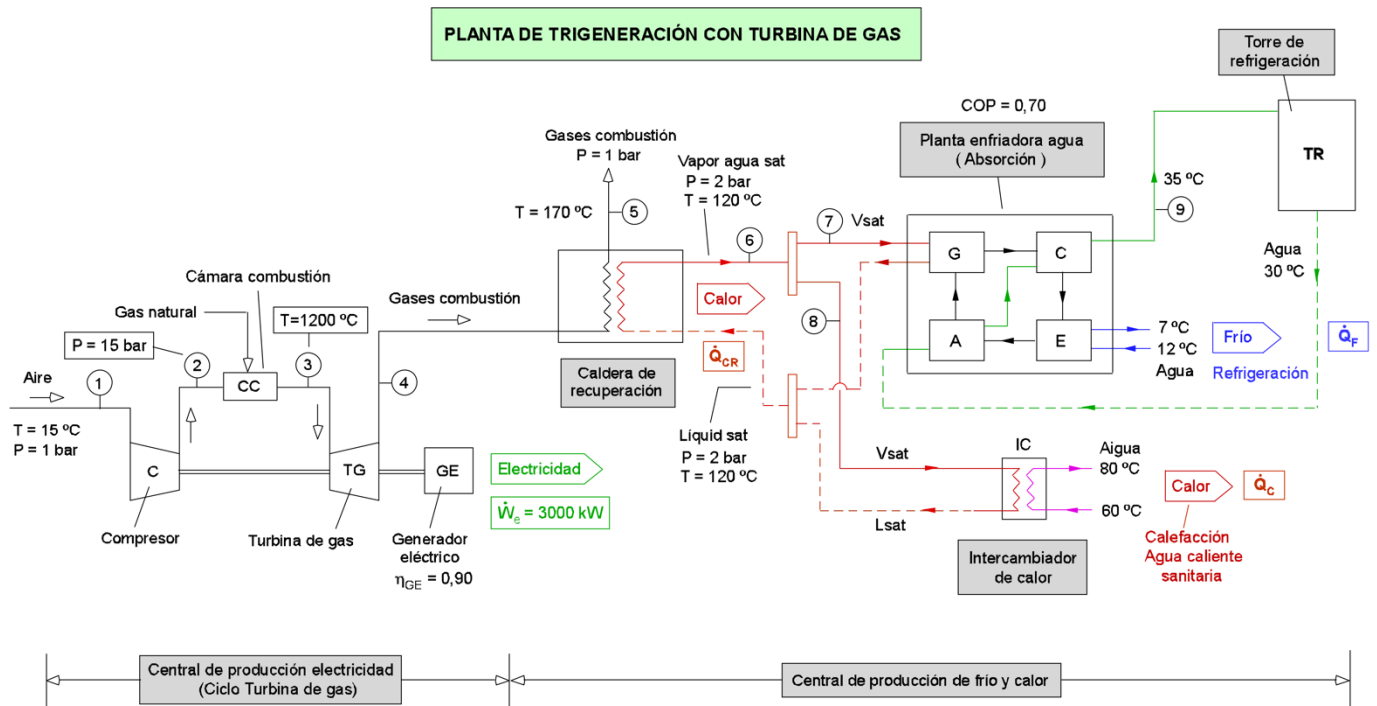 PLANTA DE TRIGENERACIÓN CON TURBINA DE GAS
Torre de
refrigeración
TR
COP = 0,70
Planta enfriadora agua
( Absorción )
Gases combustión
P = 1 bar
T = 170 ºC
5
Vapor agua sat
P = 2 bar
T = 120 ºC
6
7
Vsat
G
C
A
E
35 ºC
9
Agua
30 ºC
7 ºC
12ºC
Agua
Frío
Refrigeración
Q̇F
Cámara combustión
Gas natural
T=1200 ºC
P = 15 bar
Aire
1
2
CC
3
4
T = 15 ºC
P = 1 bar
Gases combustión
Calor
8
Q̇CR
Caldera de
recuperación
Líquid sat
P = 2 bar
T = 120 ºC
C
TG
GE
Electricidad
Ẇe = 3000 kW
Compresor
Turbina de gas
Generador
eléctrico
ηGE = 0,90
Vsat
Lsat
IC
Aigua
80 ºC
60 ºC
Calor
Q̇C
Intercambiador
de calor
Calefacción
Agua caliente
sanitaria
Central de producción electricidad
(Ciclo Turbina de gas)
Central de producción de frío y calor